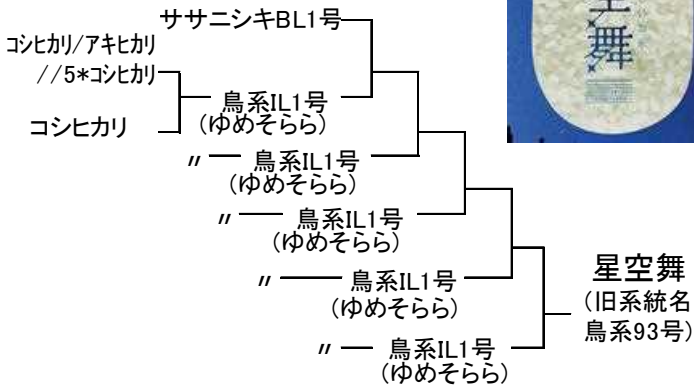 ササニシキBL1号
コシヒカリ/アキヒカリ
//5*コシヒカリ
鳥系IL1号
(ゆめそらら)
コシヒカリ
〃 鳥系IL1号
(ゆめそらら)
〃 鳥系IL1号
(ゆめそらら)
〃 鳥系IL1号
(ゆめそらら)
〃 鳥系IL1号
(ゆめそらら)
星空舞
(旧系統名
鳥系93号)
空舞